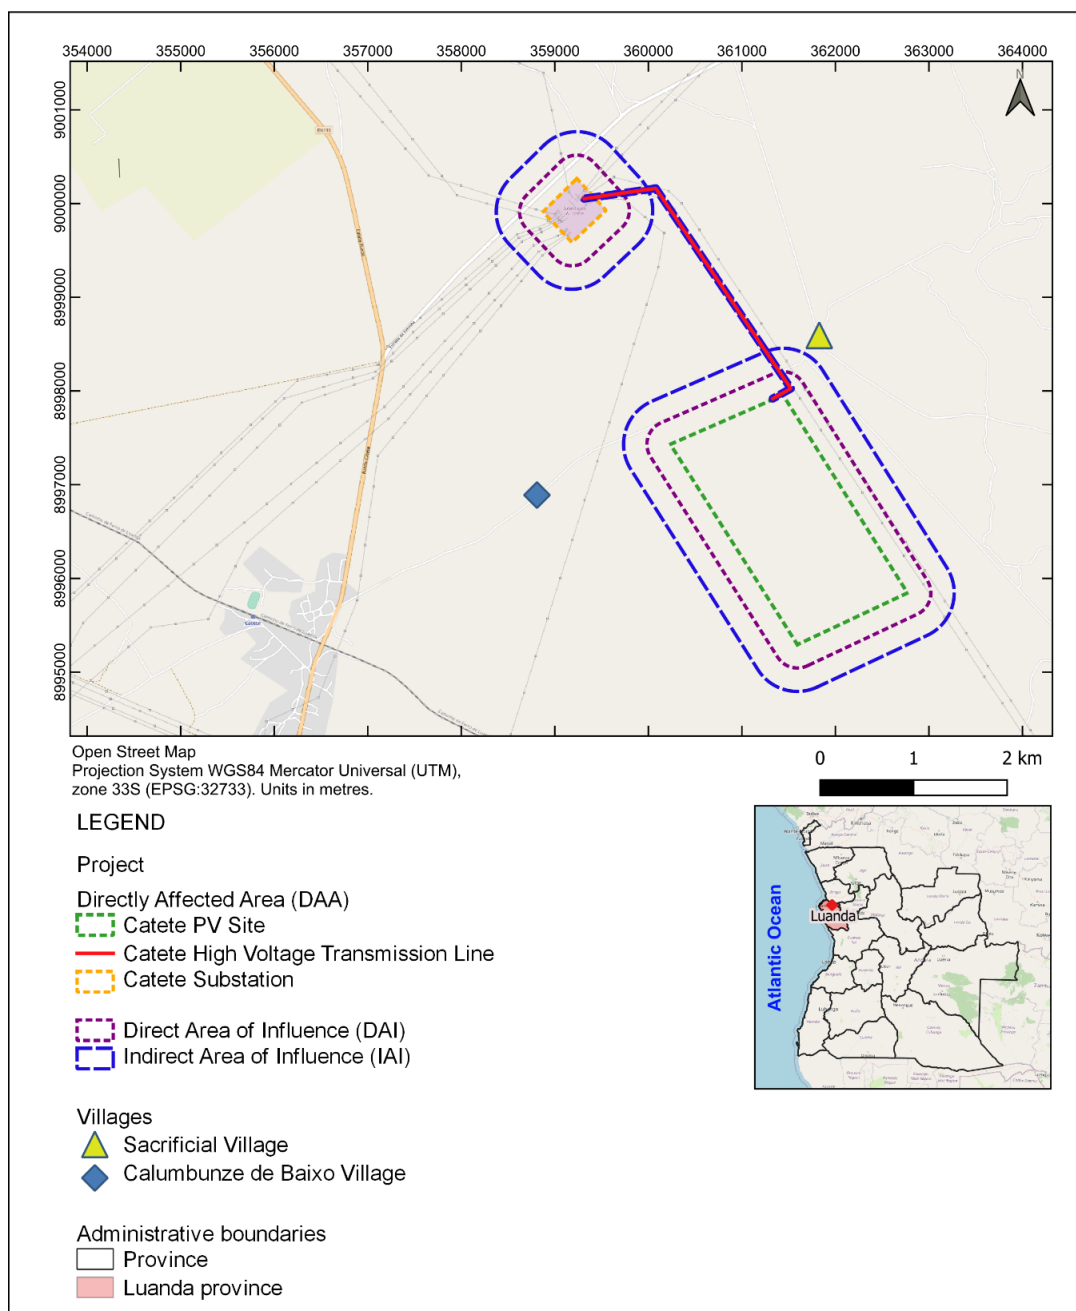 354000 355000 356000 357000 358000 359000 360000 361000 362000 363000 364000
N
9001000
9000000
8999000
8998000
8997000
8996000
8995000
Catete
Open Street Map
Projection System WGS84 Mercator Universal (UTM),
zone 33S (EPSG:32733). Units in metres.
0 1 2 km
LEGEND
Project
Directly Affected Area (DAA)
Catete PV Site
Catete High Voltage Transmission Line
Catete Substation
Direct Area of Influence (DAI)
Indirect Area of Influence (IAI)
Villages
Sacrificial Village
Calumbunze de Baixo Village
Administrative boundaries
Province
Luanda province
Atlantic Ocean
Luanda